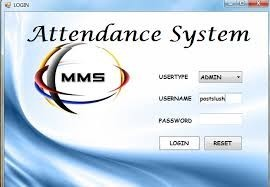 LOGIN
Attendance System
MMS
USERTYPE ADMIN
USERNAME postslush
PASSWORD
LOGIN RESET